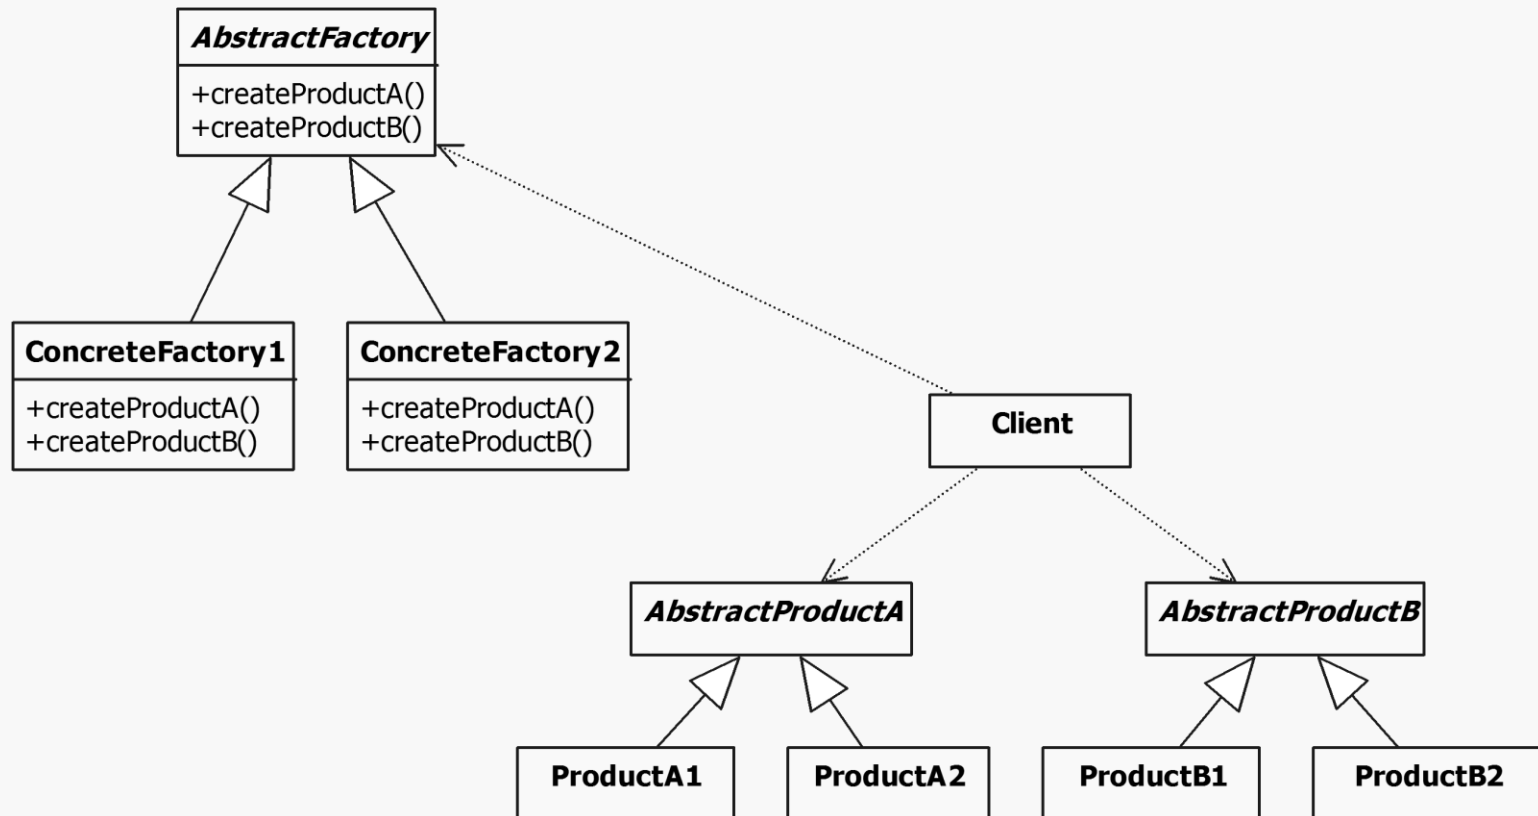 AbstractFactory
+createProductA()
+createProductB()
ConcreteFactory1
+createProductA()
+createProductB()
ConcreteFactory2
+createProductA()
+createProductB()
Client
AbstractProductA
AbstractProductB
ProductA1
ProductA2
ProductB1
ProductB2